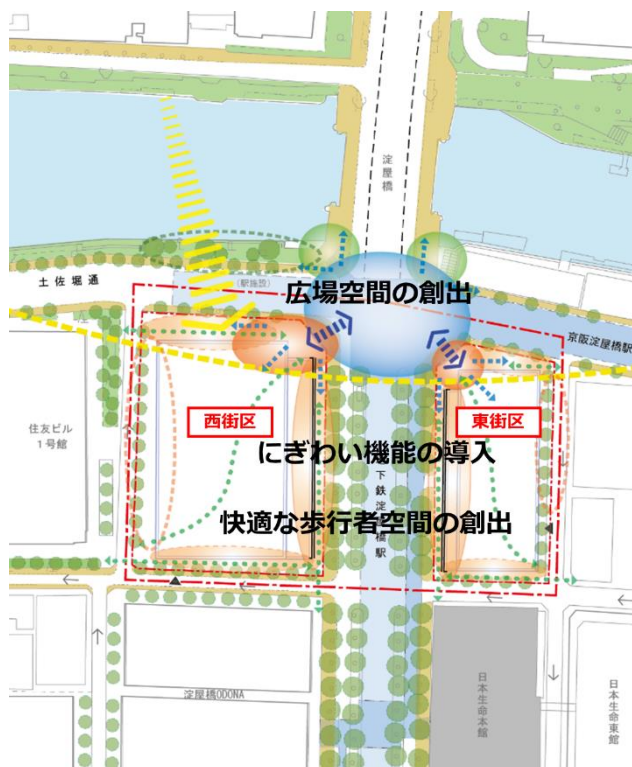 淀屋橋
土佐堀通
(駅施設)
広場空間の創出
京阪淀屋橋駅
住友ビル
1号館
西街区
東街区
にぎわい機能の導入
下鉄淀
快適な歩行者空間の創出
橋駅
淀屋橋ODONA
日本生命本館
日本生命東館